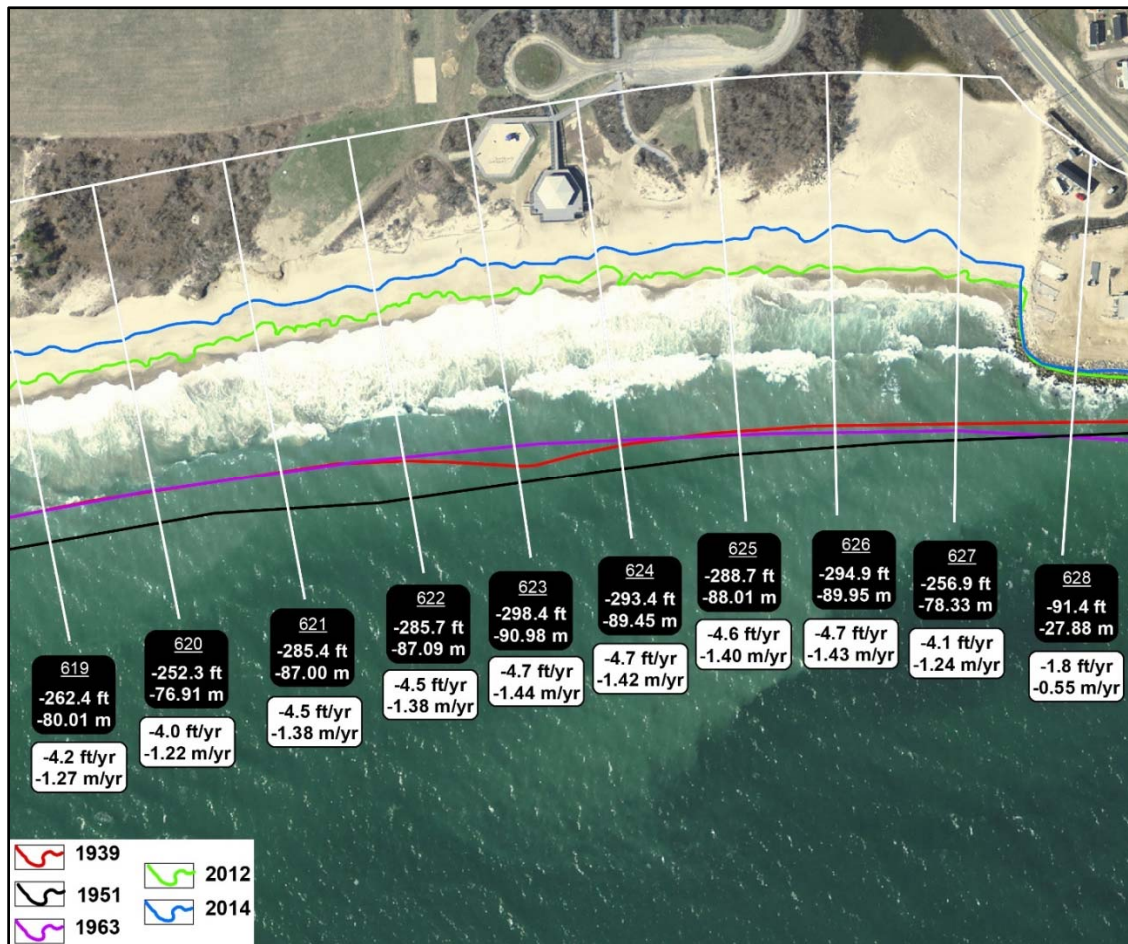 619
-262.4 ft
-80.01 m
-4.2 ft/yr
-1.27 m/yr
620
-252.3 ft
-76.91 m
-4.0 ft/yr
-1.22 m/yr
621
-285.4 ft
-87.00 m
-4.5 ft/yr
-1.38 m/yr
622
-285.7 ft
-87.09 m
-4.5 ft/yr
-1.38 m/yr
623
-298.4 ft
-90.98 m
-4.7 ft/yr
-1.44 m/yr
624
-293.4 ft
-89.45 m
-4.7 ft/yr
-1.42 m/yr
625
-288.7 ft
-88.01 m
-4.6 ft/yr
-1.40 m/yr
626
-294.9 ft
-89.95 m
-4.7 ft/yr
-1.43 m/yr
627
-256.9 ft
-78.33 m
-4.1 ft/yr
-1.24 m/yr
628
-91.4 ft
-27.88 m
-1.8 ft/yr
-0.55 m/yr
1939
1951
1963
2012
2014